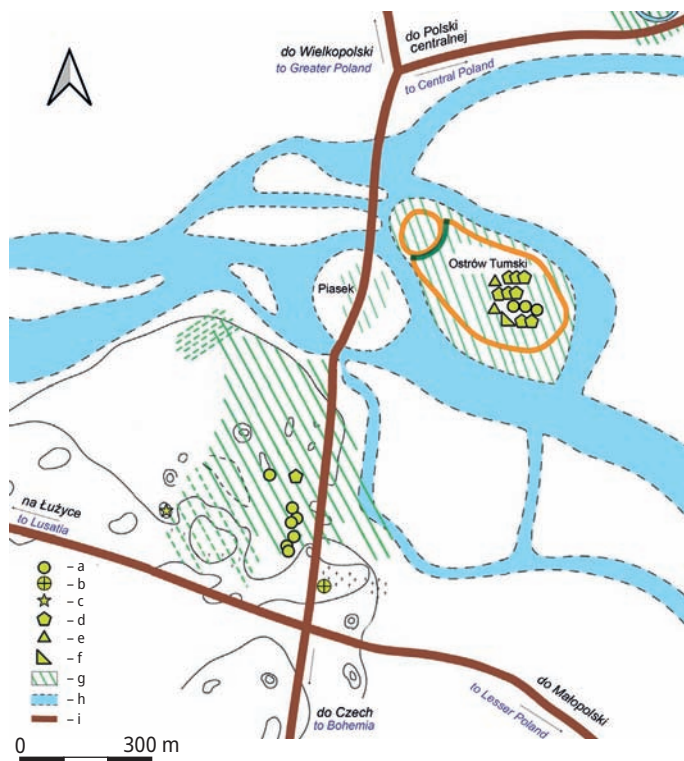 do Wielkopolski
to Greater Poland
do Polski
centralnej
to Central Poland
Ostrów Tumski
Piasek
na Łużyce
to Lusatia
– a
– b
– c
– d
– e
– f
– g
– h
– i
do Czech
to Bohemia
do Małopolski
to Lesser Poland
0 300 m